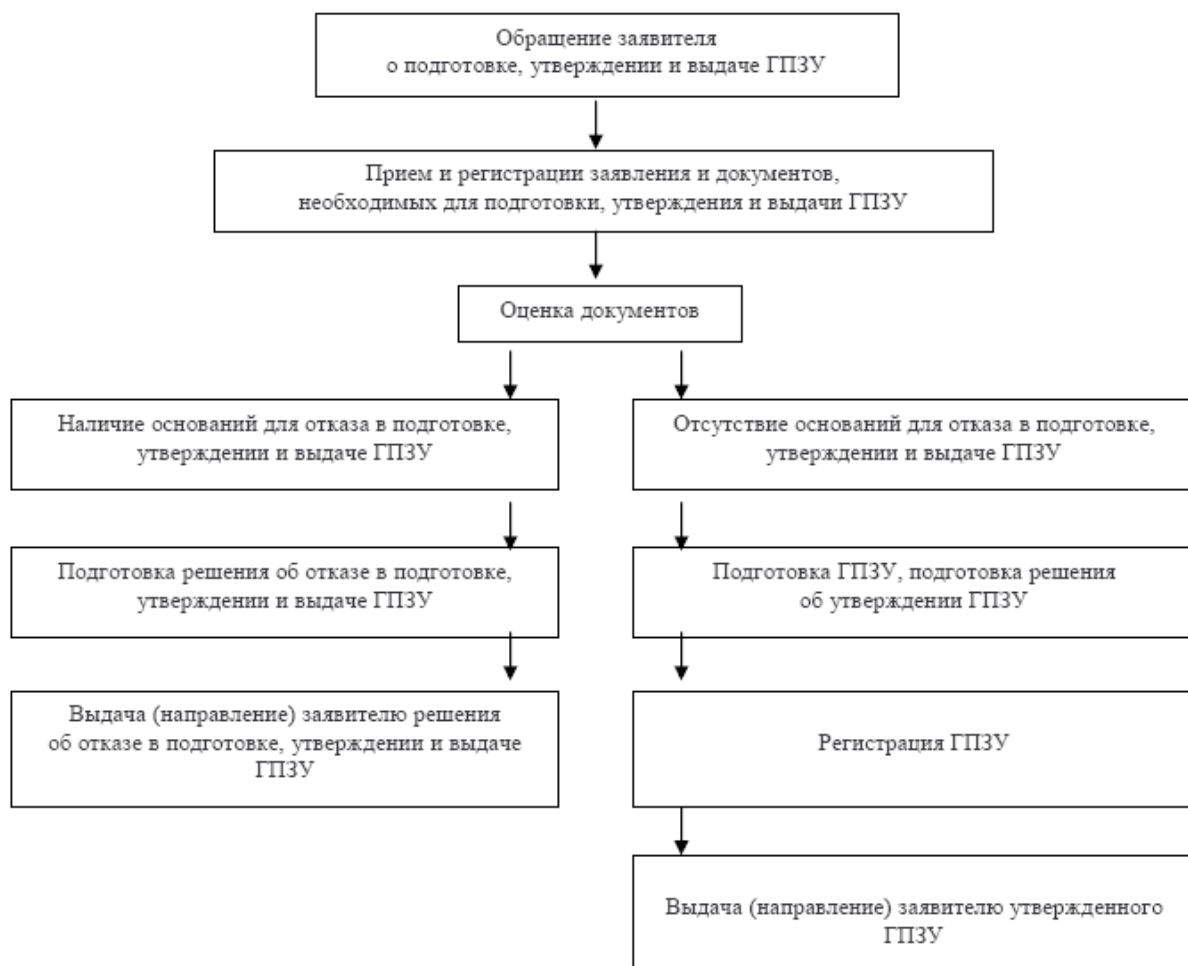 Обращение заявителя
о подготовке, утверждении и выдаче ГПЗУ
Прием и регистрации заявления и документов,
необходимых для подготовки, утверждения и выдачи ГПЗУ
Оценка документов
Наличие оснований для отказа в подготовке,
утверждении и выдаче ГПЗУ
Отсутствие оснований для отказа в подготовке,
утверждении и выдаче ГПЗУ
Подготовка решения об отказе в подготовке,
утверждении и выдаче ГПЗУ
Подготовка ГПЗУ, подготовка решения
об утверждении ГПЗУ
Выдача (направление) заявителю решения
об отказе в подготовке, утверждении и выдаче
ГПЗУ
Регистрация ГПЗУ
Выдача (направление) заявителю утвержденного
ГПЗУ